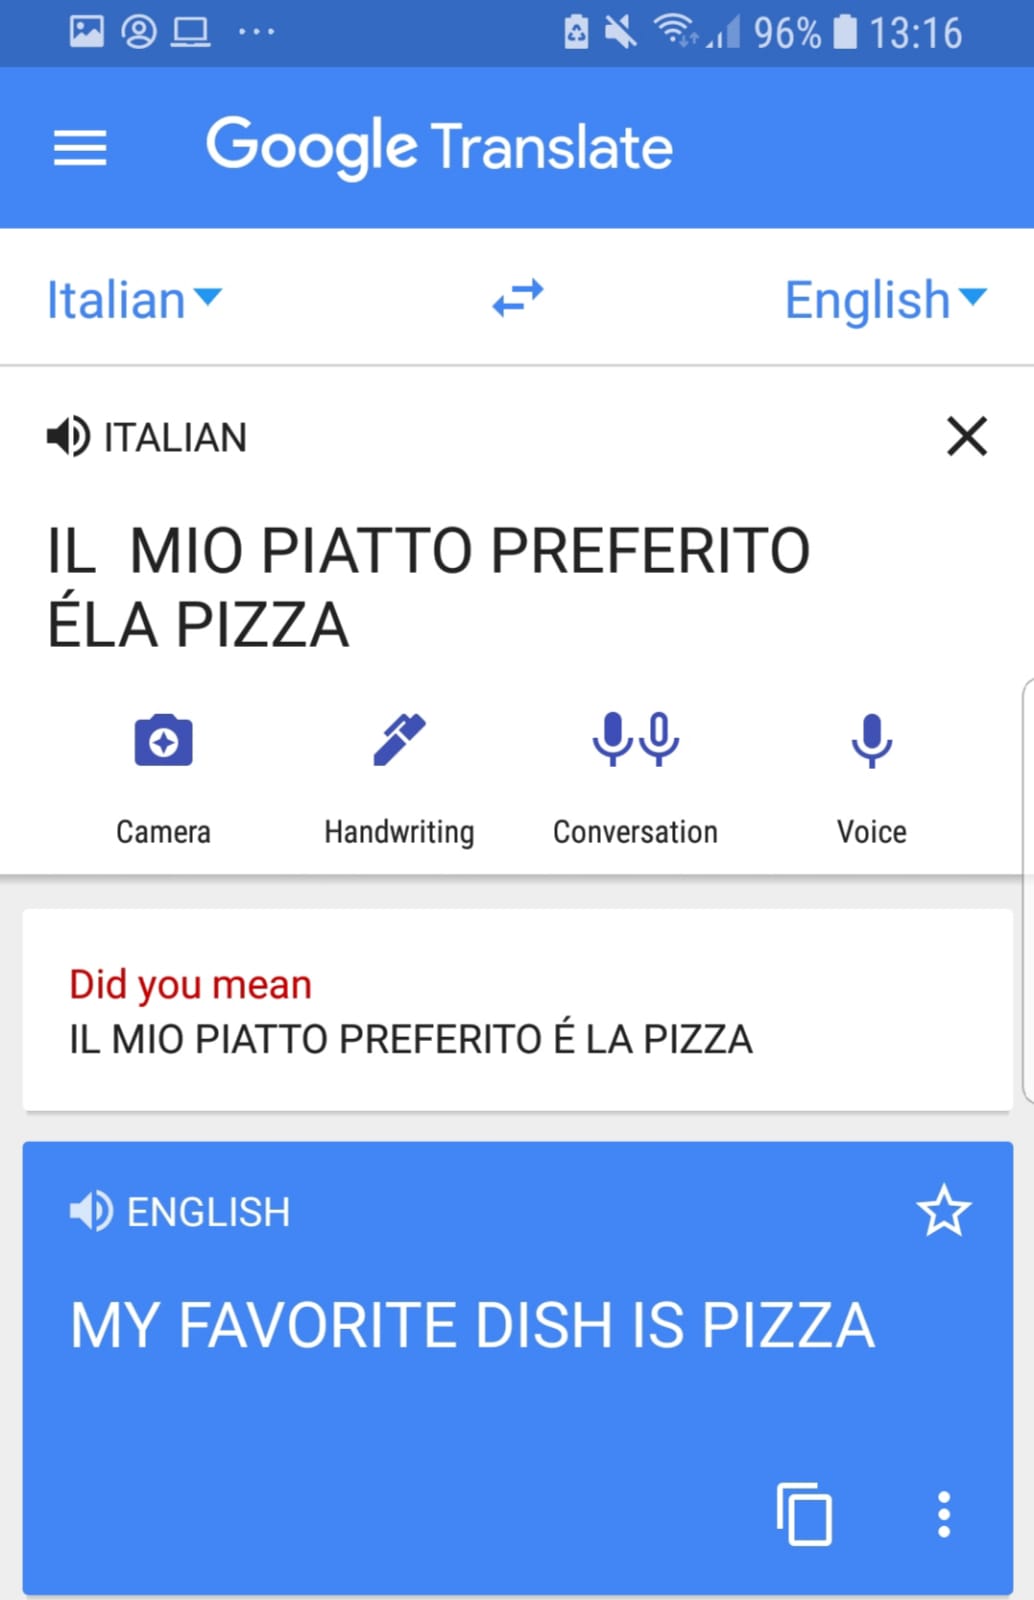 96% 13:16
Google Translate
Italian English
ITALIAN
IL  MIO PIATTO PREFERITO
ÉLA PIZZA
Camera Handwriting Conversation Voice
Did you mean
IL MIO PIATTO PREFERITO É LA PIZZA
ENGLISH
MY FAVORITE DISH IS PIZZA